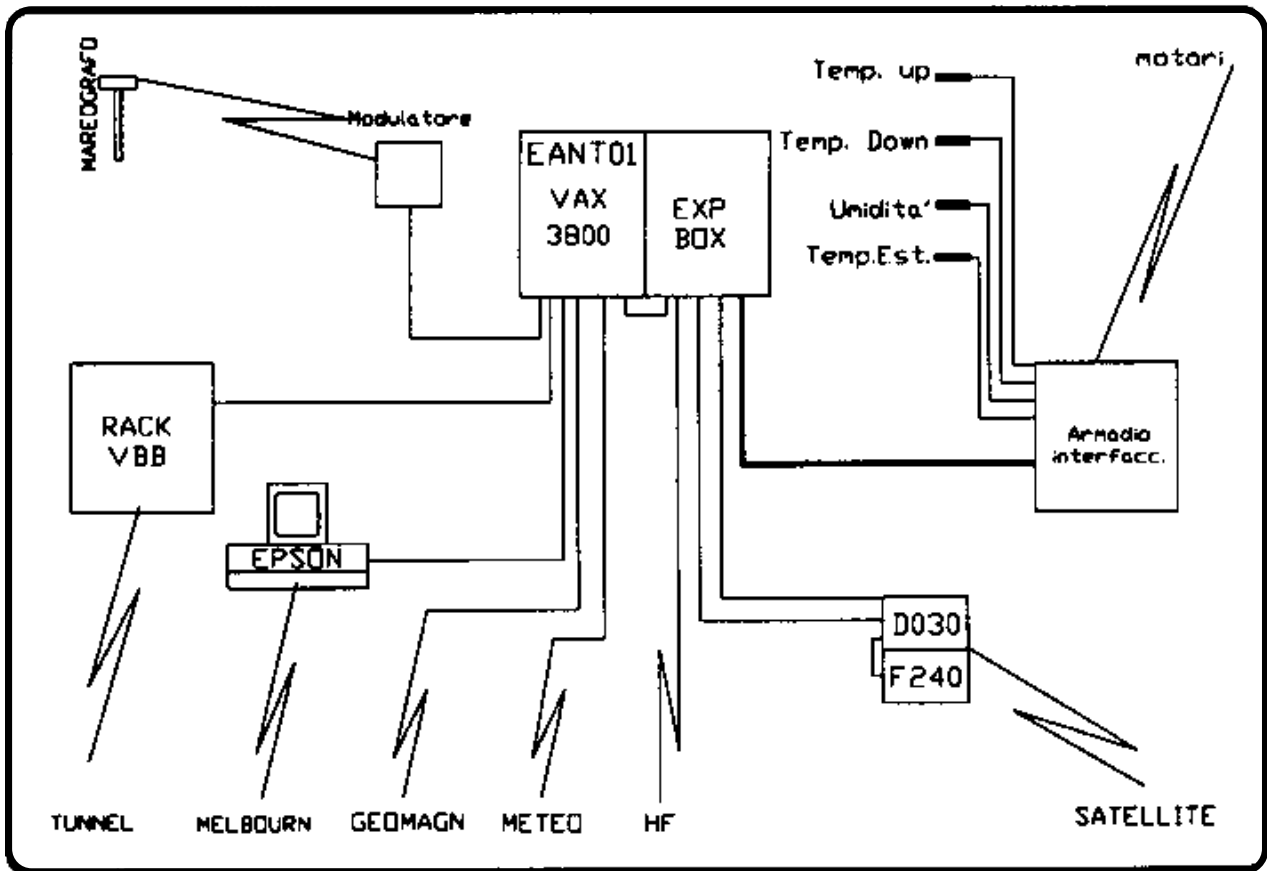 MAREOGRAFO
Modulatore
EANT01
VAX
3800
EXP
BOX
Temp. up
Temp. Down
Umidita'
Temp.Est.
motori
RACK
VBB
Armadio
interfacc.
EPSON
D030
F240
TUNNEL
MELBOURN
GEOMAGN
METEO
HF
SATELLITE